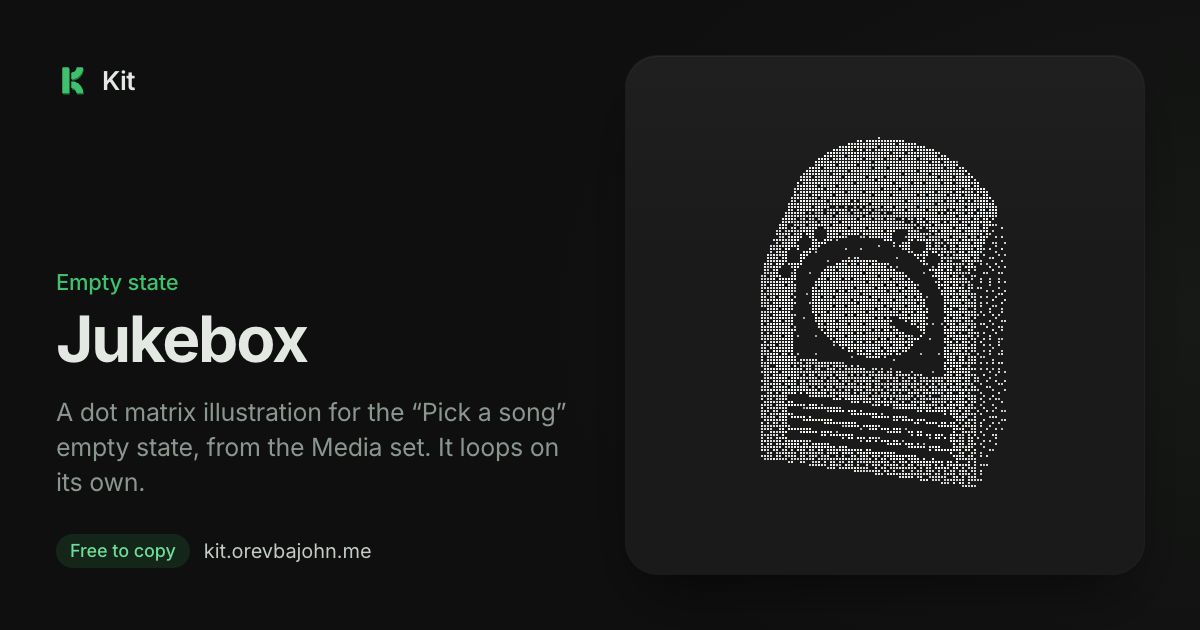 Kit
Empty state
Jukebox
A dot matrix illustration for the “Pick a song”
empty state, from the Media set. It loops on
its own.
Free to copy
kit.orevbajohn.me